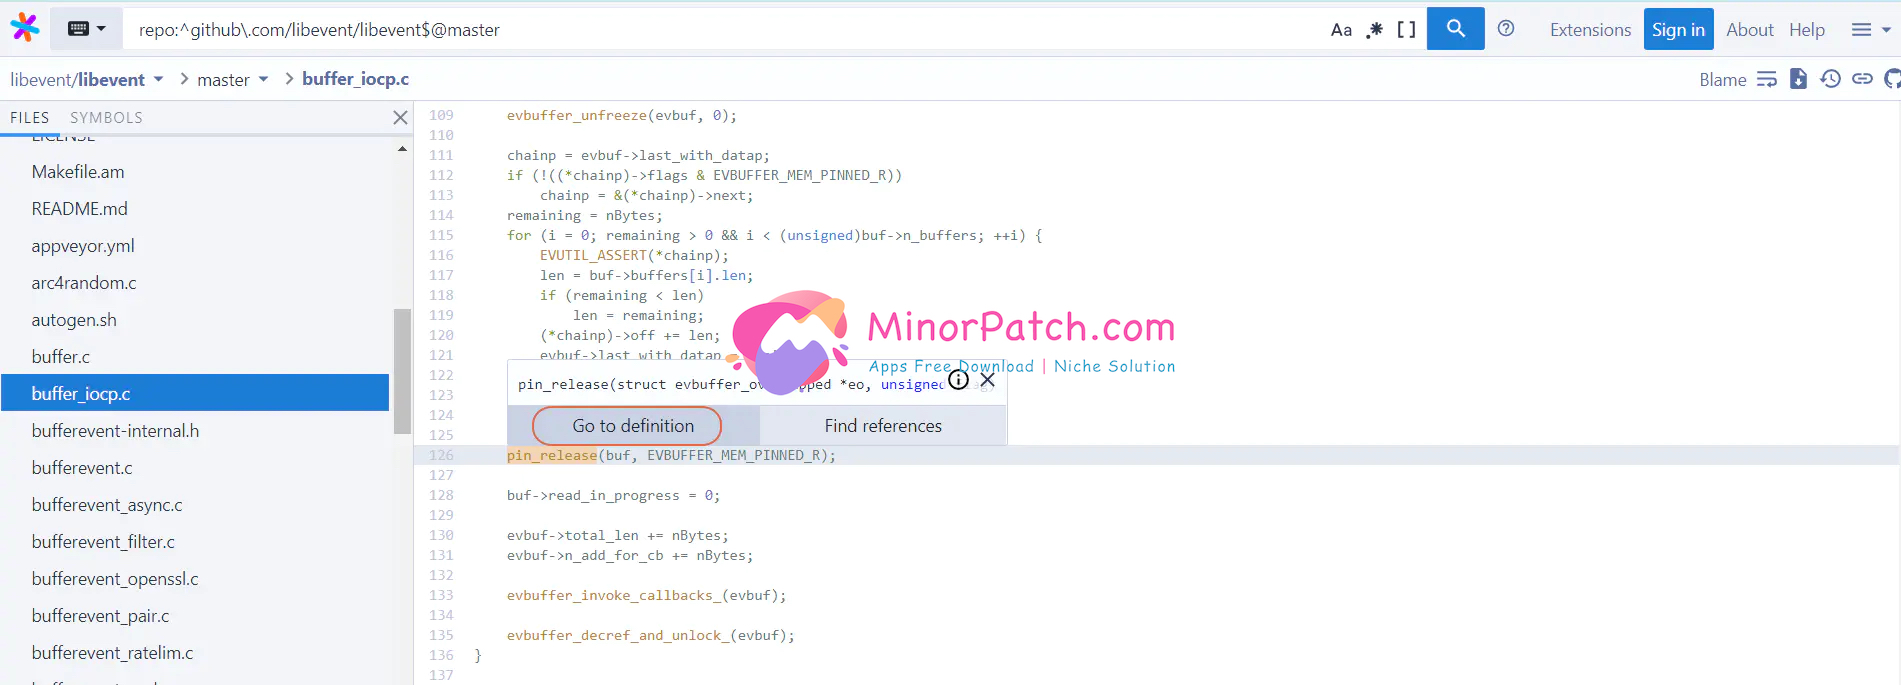 repo:^github\.com/libevent/libevent$@master
Aa .* [ ]
Extensions Sign in About Help
libevent/libevent > master > buffer_iocp.c
Blame
FILES SYMBOLS
LICENSE
Makefile.am
README.md
appveyor.yml
arc4random.c
autogen.sh
buffer.c
buffer_iocp.c
bufferevent-internal.h
bufferevent.c
bufferevent_async.c
bufferevent_filter.c
bufferevent_openssl.c
bufferevent_pair.c
bufferevent_ratelim.c
109 evbuffer_unfreeze(evbuf, 0);
110
111 chainp = evbuf->last_with_datap;
112 if (!((*chainp)->flags & EVBUFFER_MEM_PINNED_R))
113 chainp = &(*chainp)->next;
114 remaining = nBytes;
115 for (i = 0; remaining > 0 && i < (unsigned)buf->n_buffers; ++i) {
116 EVUTIL_ASSERT(*chainp);
117 len = buf->buffers[i].len;
118 if (remaining < len)
119 len = remaining;
120 (*chainp)->off += len;
121 evbuf->last_with_datap
122
123
124
125
MinorPatch.com
Apps Free Download | Niche Solution
pin_release(struct evbuffer *eo, unsigned
Go to definition Find references
126 pin_release(buf, EVBUFFER_MEM_PINNED_R);
127
128 buf->read_in_progress = 0;
129
130 evbuf->total_len += nBytes;
131 evbuf->n_add_for_cb += nBytes;
132
133 evbuffer_invoke_callbacks_(evbuf);
134
135 evbuffer_decref_and_unlock_(evbuf);
136 }
137